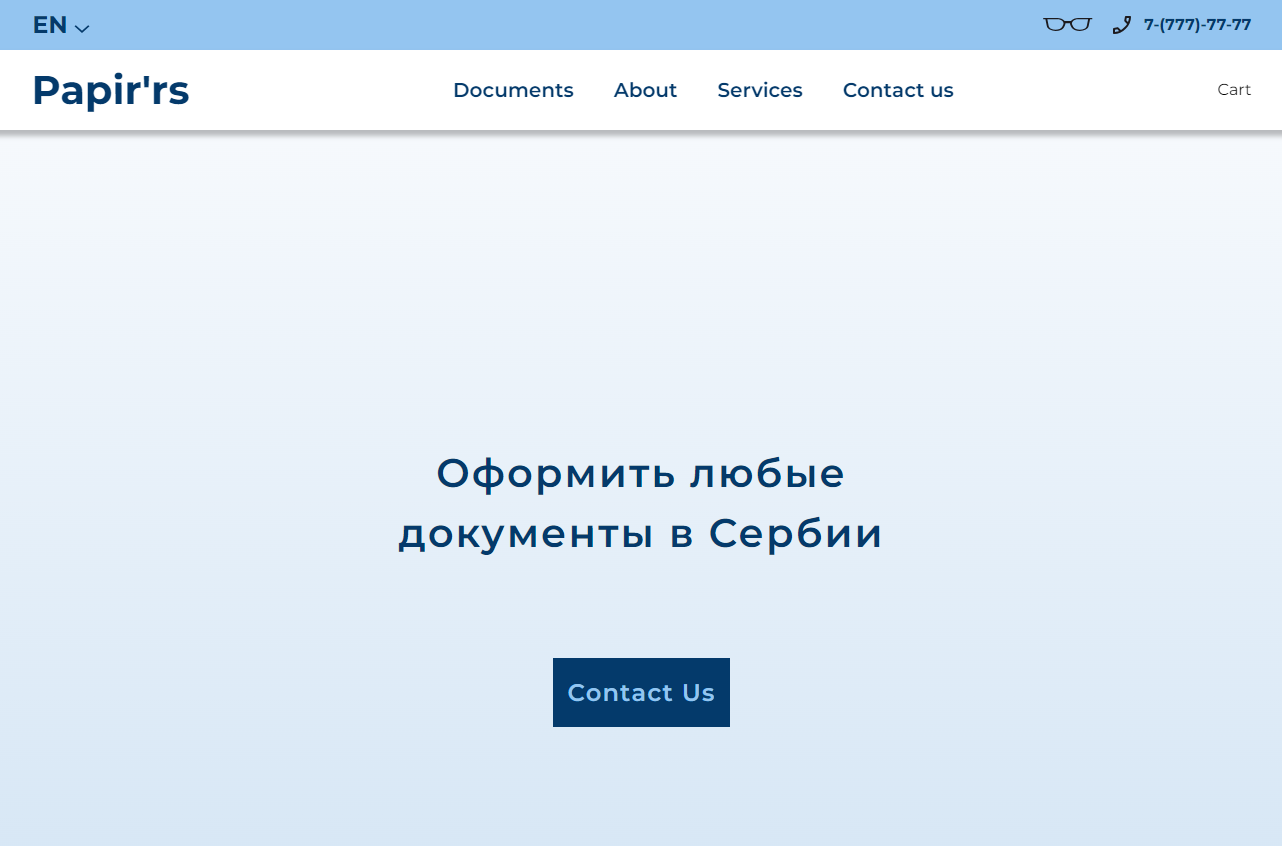 EN
7-(777)-77-77
Papir'rs
Documents
About
Services
Contact us
Cart
Оформить любые
документы в Сербии
Contact Us